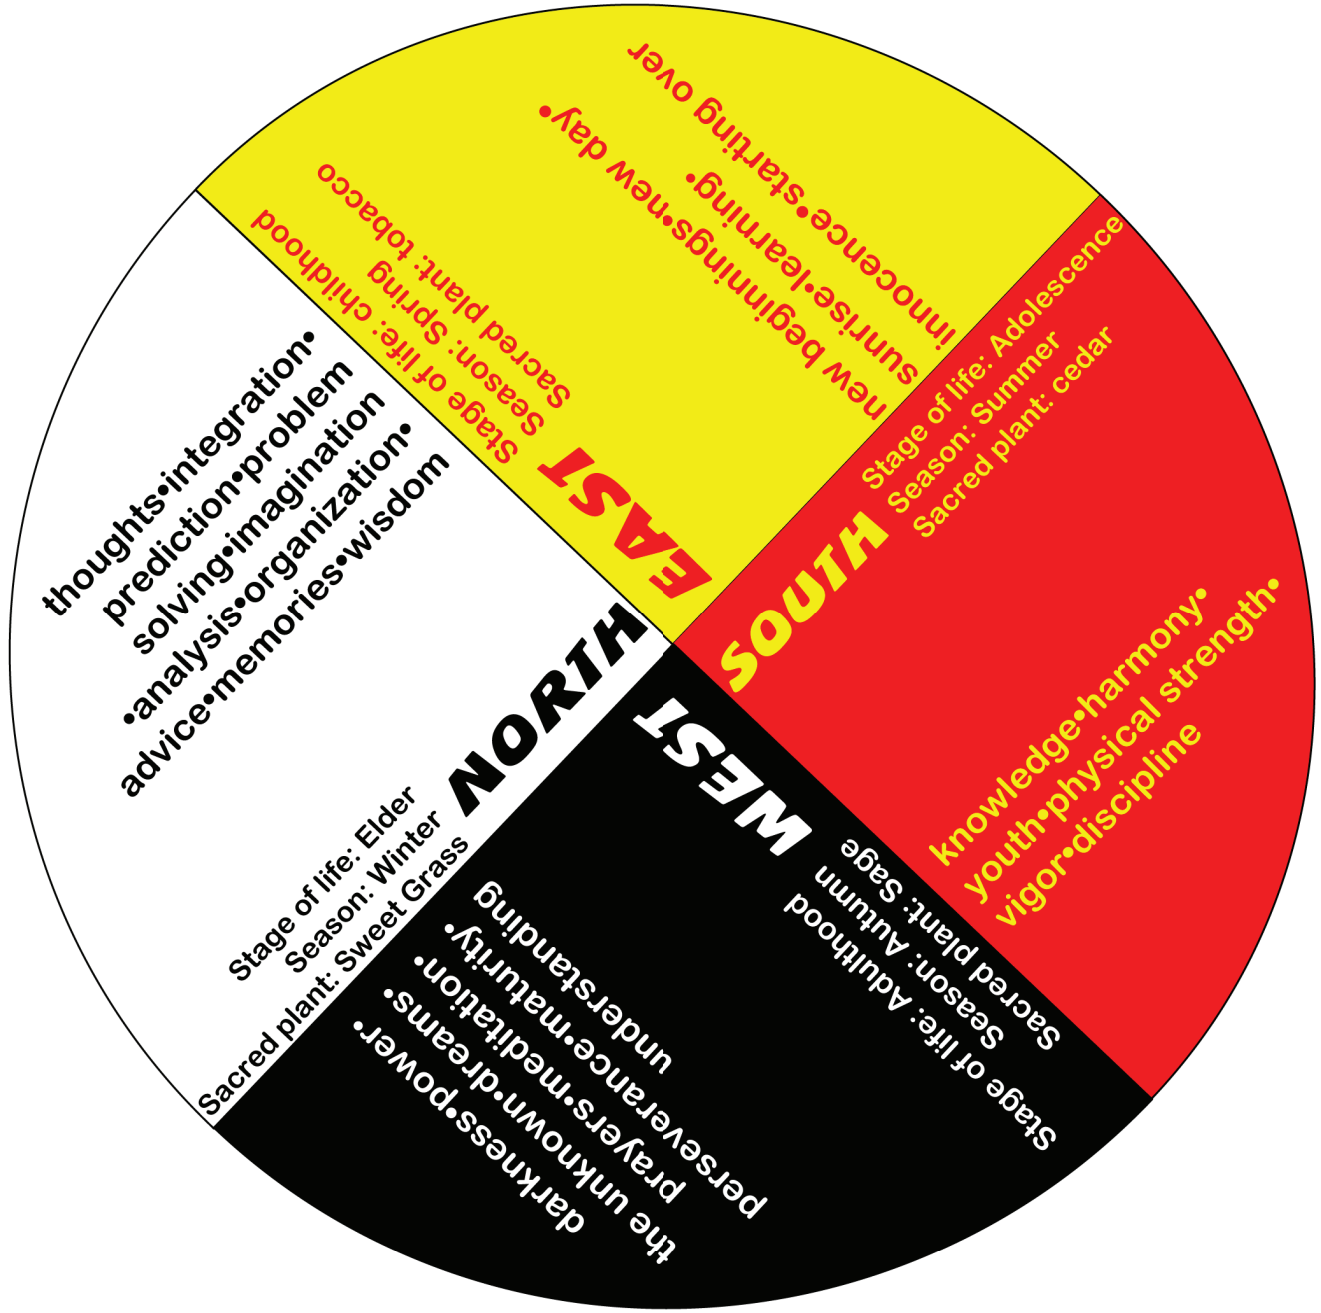 EAST
Stage of life: childhood
Season: Spring
Sacred plant: tobacco
new beginnings•new day•
sunrise•learning•
innocence•starting over
SOUTH
Stage of life: Adolescence
Season: Summer
Sacred plant: cedar
knowledge•harmony•
youth•physical strength•
vigor•discipline
WEST
Sacred plant: Sage
Season: Autumn
Stage of life: Adulthood
darkness•power•
the unknown•dreams•
prayers•meditation•
perseverance•maturity•
understanding
NORTH
Stage of life: Elder
Season: Winter
Sacred plant: Sweet Grass
thoughts•integration•
prediction•problem
solving•imagination
•analysis•organization•
advice•memories•wisdom